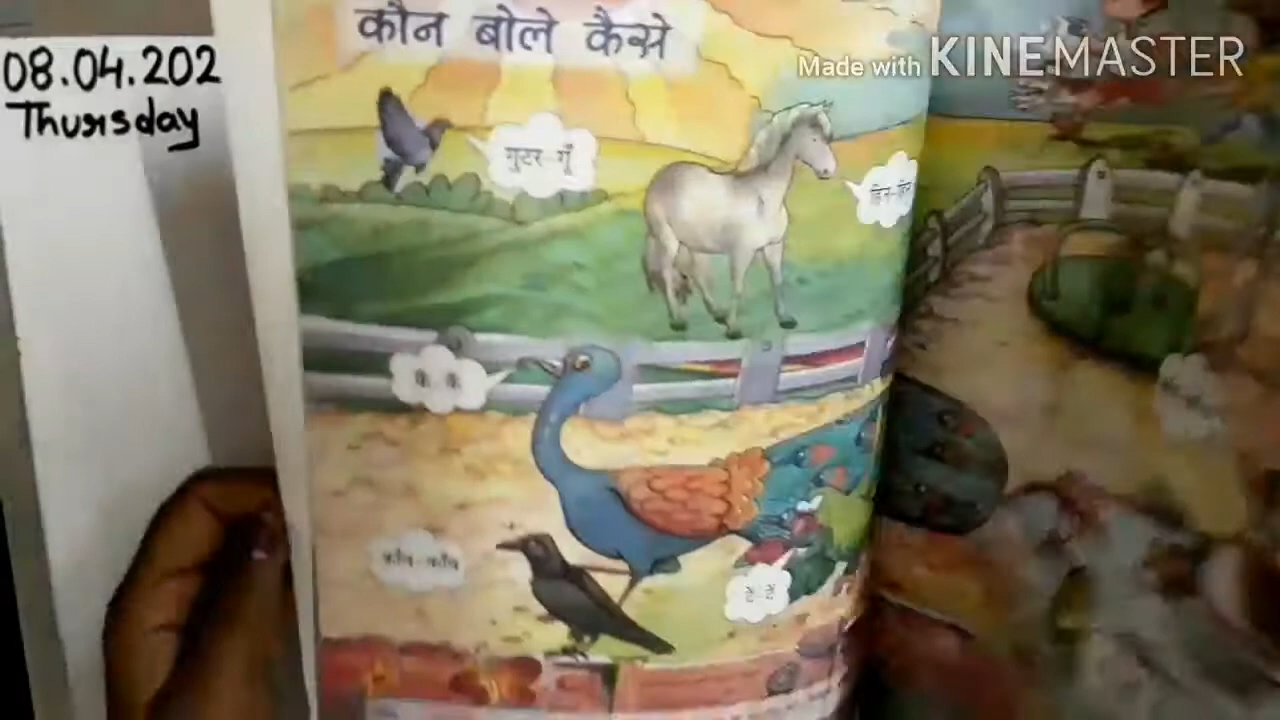 08.04.202
Thursday
कौन बोले कैसे
Made with KINEMASTER
गुटर-गूँ
हिन-हिन
कें कें
काँव-काँव
टें-टें